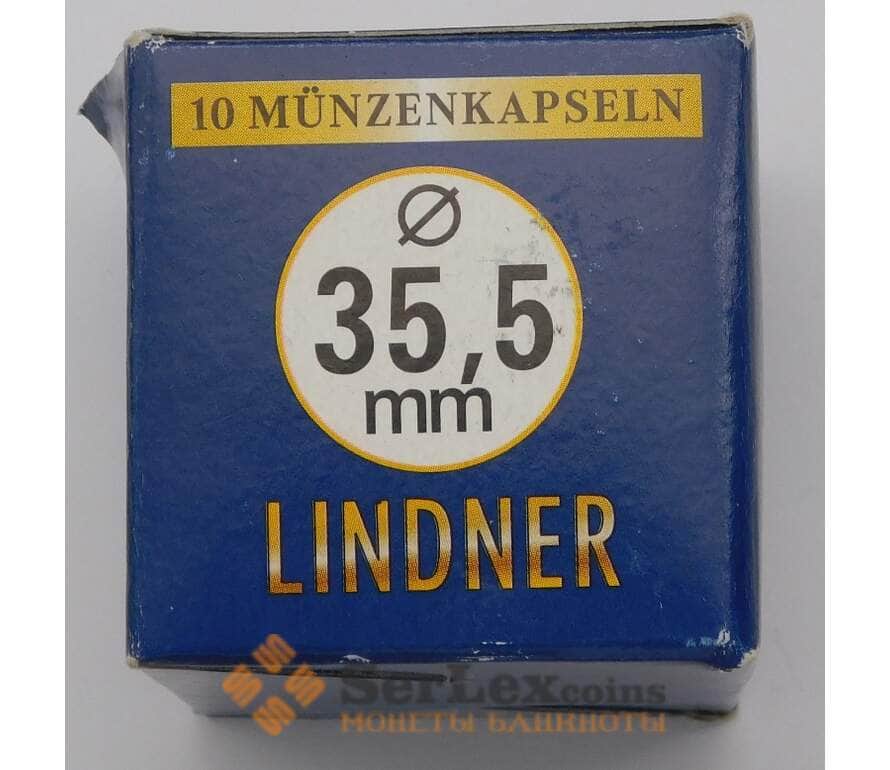 10 MÜNZENKAPSELN
Ø
35,5
mm
LINDNER
SerLexcoins
МОНЕТЫ БАНКНОТЫ